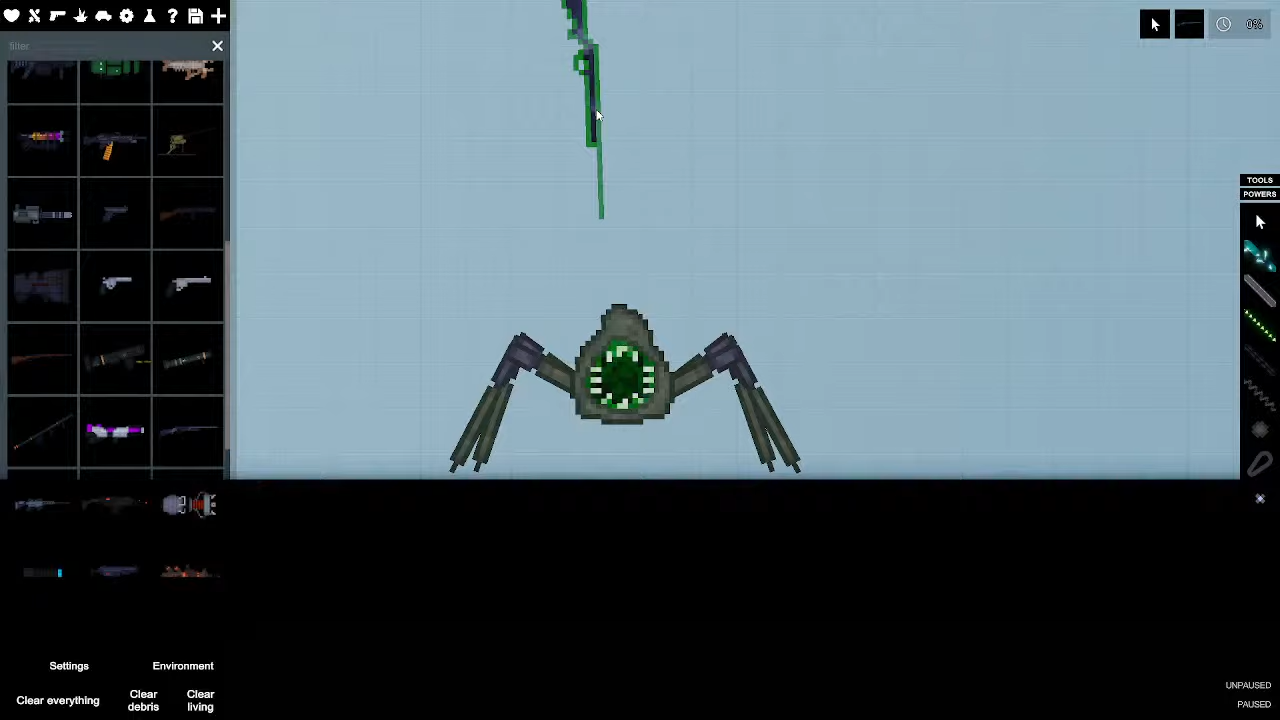 filter
0%
TOOLS
POWERS
Settings
Environment
Clear everything
Clear
debris
Clear
living
UNPAUSED
PAUSED